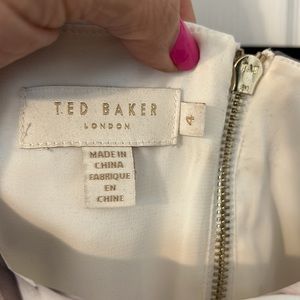 TED BAKER
LONDON
4
MADE IN
CHINA
FABRIQUE
EN
CHINE